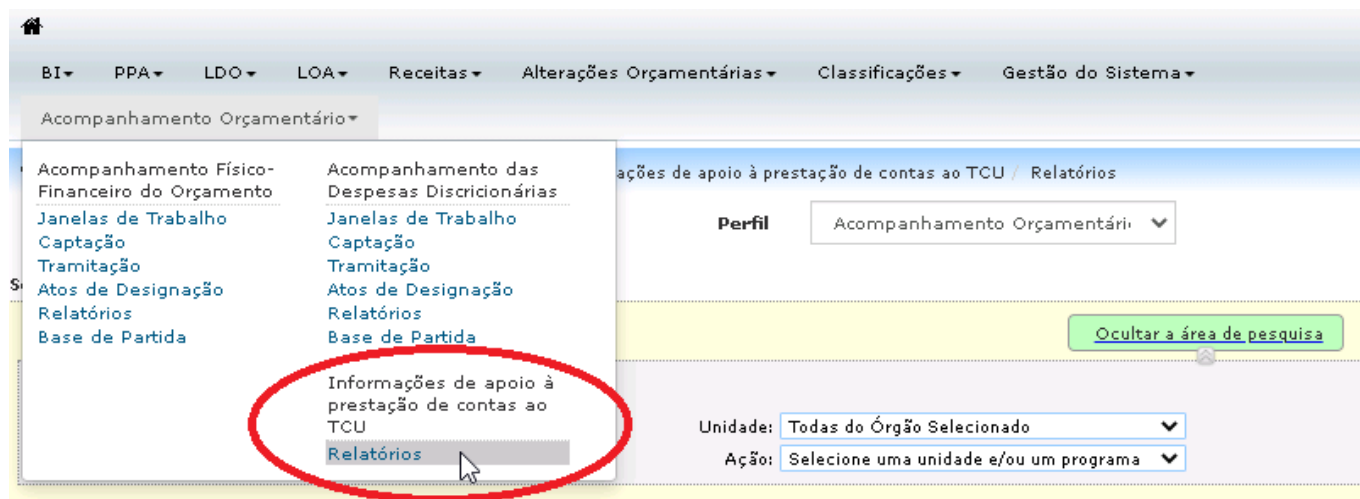 BI PPA LDO LOA Receitas Alterações Orçamentárias Classificações Gestão do Sistema
Acompanhamento Orçamentário
Acompanhamento Físico-
Financeiro do Orçamento
Janelas de Trabalho
Captação
Tramitação
Atos de Designação
Relatórios
Base de Partida
Acompanhamento das
Despesas Discricionárias
Janelas de Trabalho
Captação
Tramitação
Atos de Designação
Relatórios
Base de Partida
Informações de apoio à
prestação de contas ao
TCU
Relatórios
ações de apoio à prestação de contas ao TCU / Relatórios
Perfil Acompanhamento Orçamentári
Ocultar a área de pesquisa
Unidade: Todas do Órgão Selecionado
Ação: Selecione uma unidade e/ou um programa